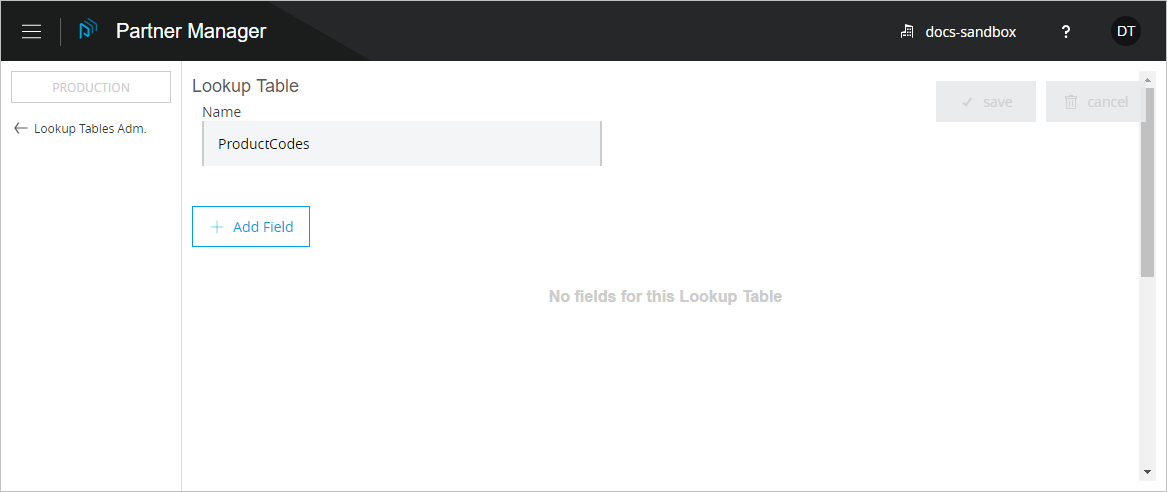 Partner Manager
docs-sandbox
?
DT
PRODUCTION
Lookup Tables Adm.
Lookup Table
save
cancel
Name
ProductCodes
Add Field
No fields for this Lookup Table